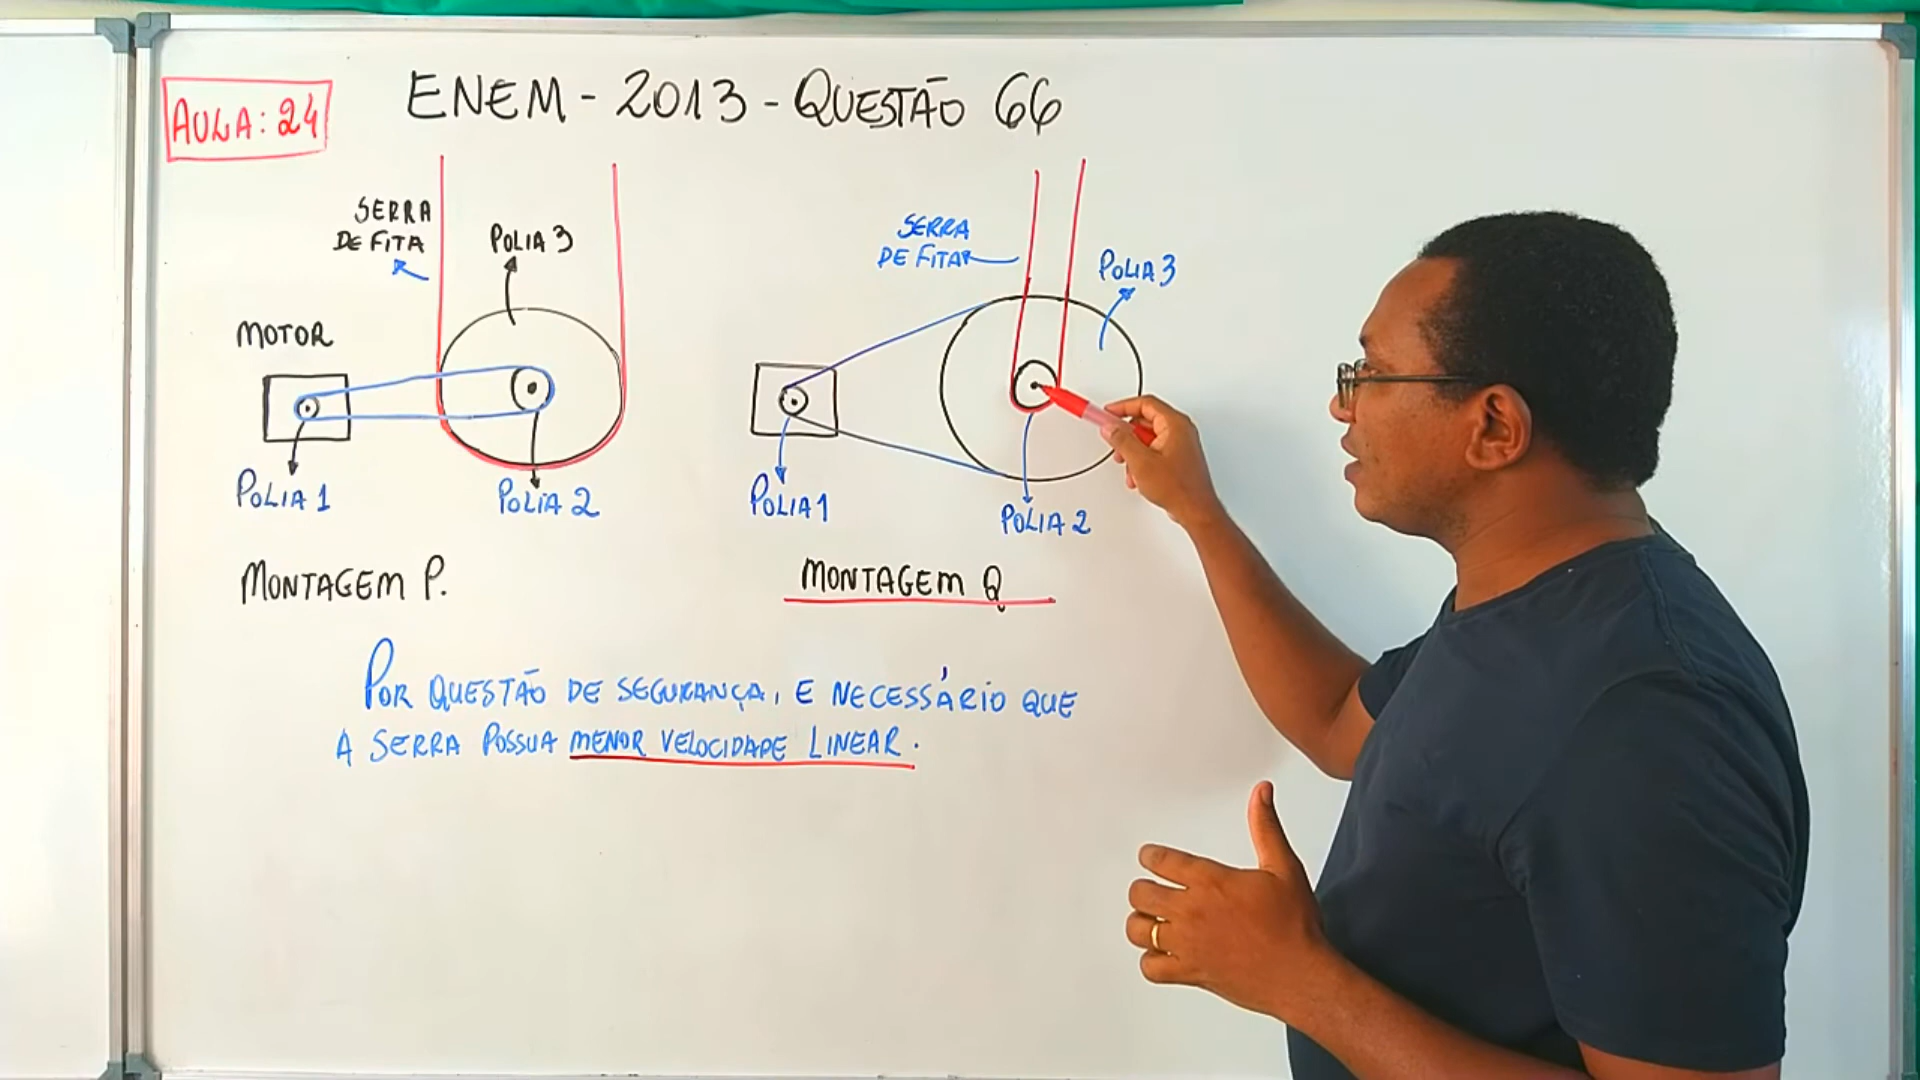 AULA: 24
ENEM - 2013 - QUESTÃO 66
SERRA
DE FITA
POLIA 3
MOTOR
POLIA 1
POLIA 2
MONTAGEM P.
SERRA
DE FITA
POLIA 3
POLIA 1
POLIA 2
MONTAGEM Q
POR QUESTÃO DE SEGURANÇA, É NECESSÁRIO QUE
A SERRA POSSUA MENOR VELOCIDADE LINEAR.